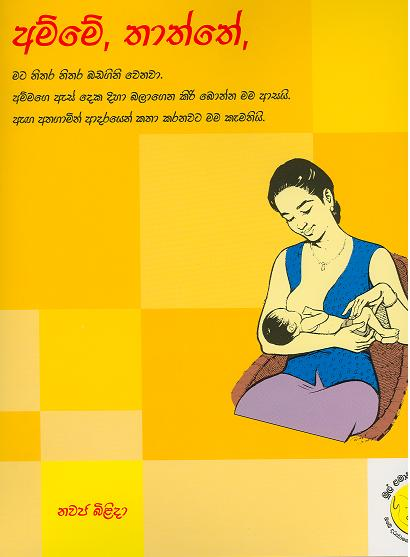 අම්මේ, තාත්තේ,
මට නිතර නිතර බඩගිනි වෙනවා.
අම්මගෙ ඇස් දෙක දිහා බලාගෙන කිරි බොන්න මම ආසයි.
ඇඟ අතගාමින් ආදරයෙන් කතා කරනවට මම කැමතියි.
නවජ බිළිඳා